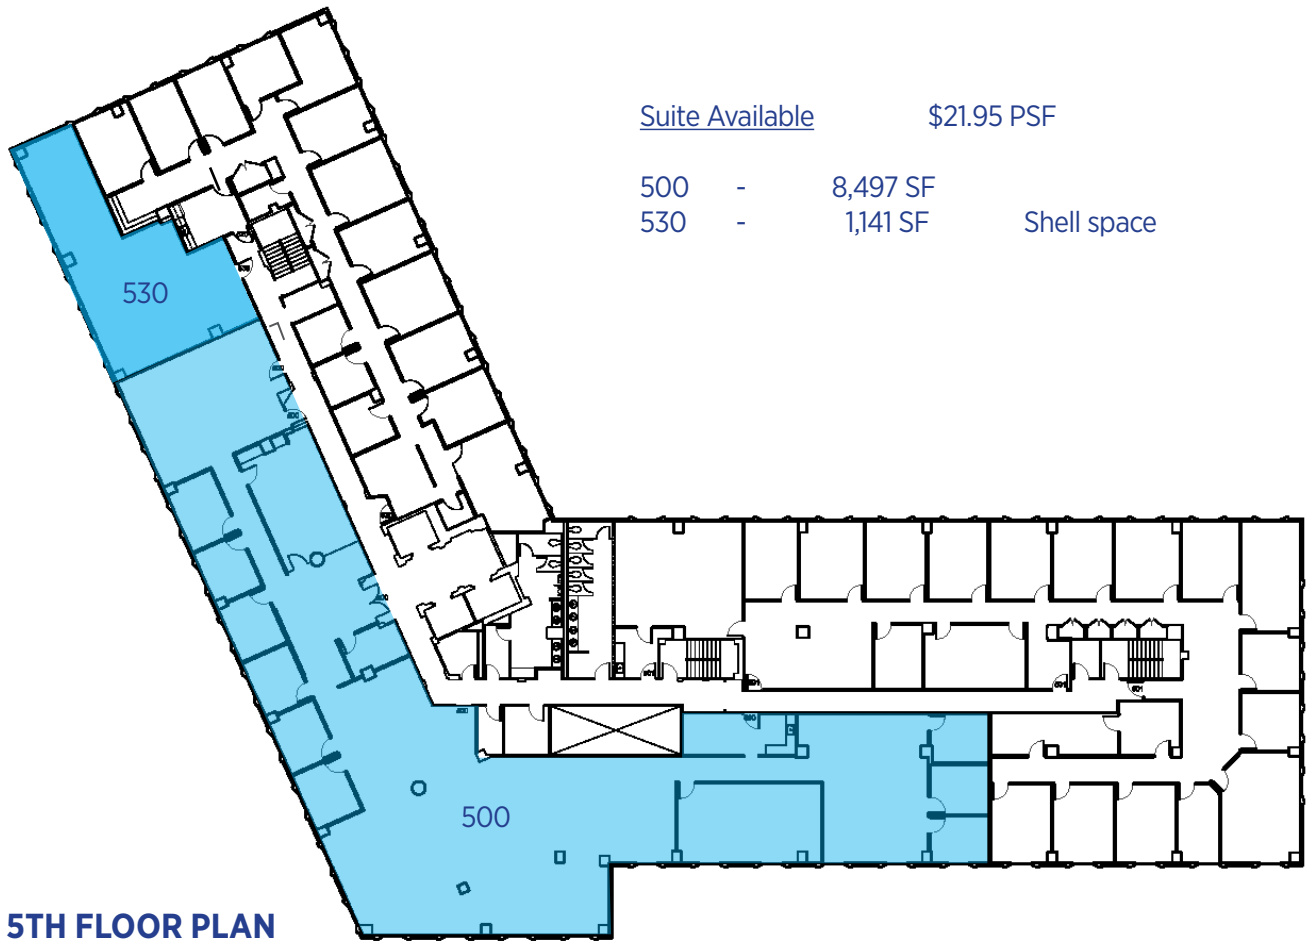 Suite Available $21.95 PSF
500 - 8,497 SF
530 - 1,141 SF Shell space
530
500
5TH FLOOR PLAN